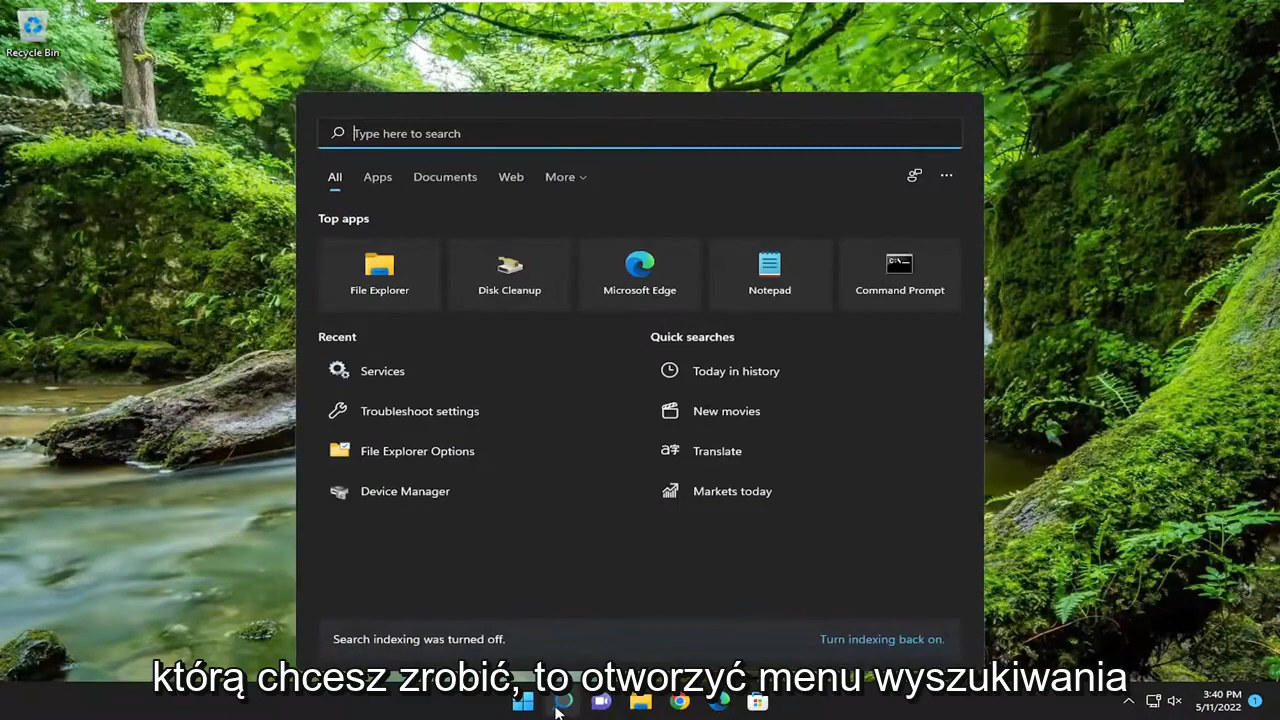 Recycle Bin
Type here to search
All Apps Documents Web More
Top apps
File Explorer Disk Cleanup Microsoft Edge Notepad Command Prompt
Recent Quick searches
Services Today in history
Troubleshoot settings New movies
File Explorer Options Translate
Device Manager Markets today
Search indexing was turned off. Turn indexing back on.
którą chcesz zrobić, to otworzyć menu wyszukiwania
3:40 PM
5/11/2022 1